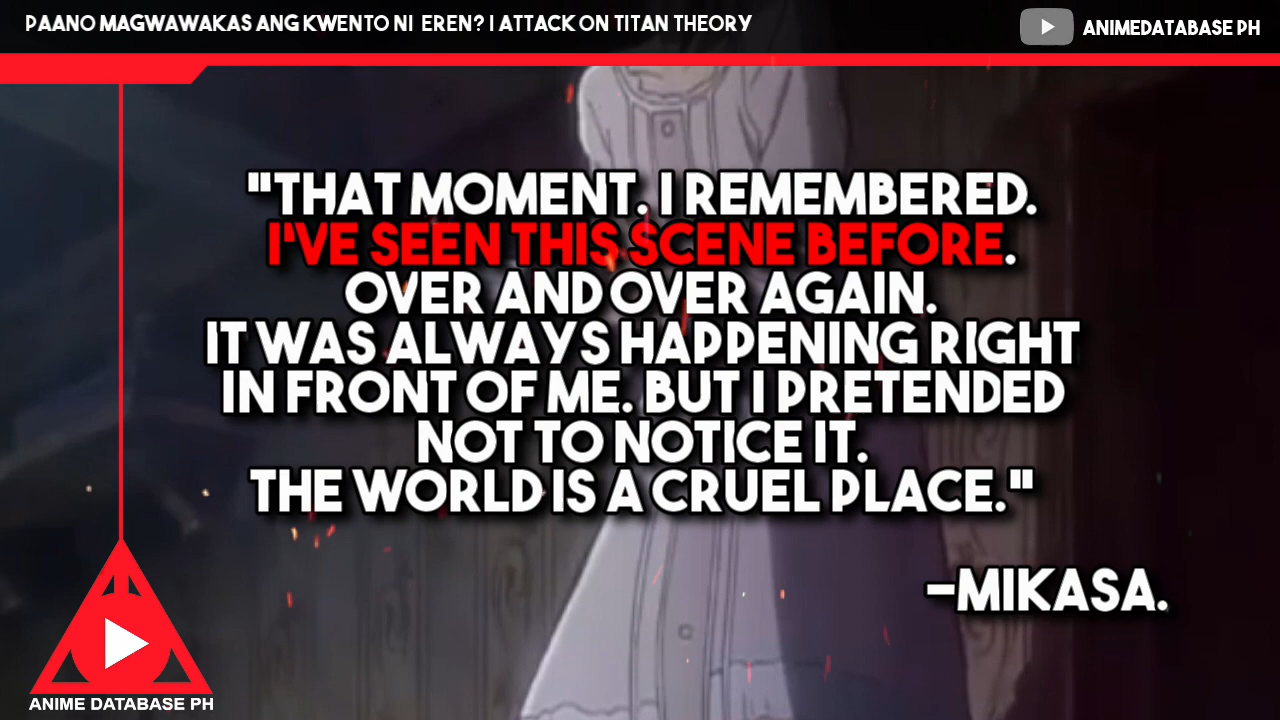 PAANO MAGWAWAKAS ANG KWENTO NI EREN? | ATTACK ON TITAN THEORY
ANIMEDATABASE PH
"THAT MOMENT. I REMEMBERED.
I'VE SEEN THIS SCENE BEFORE.
OVER AND OVER AGAIN.
IT WAS ALWAYS HAPPENING RIGHT
IN FRONT OF ME. BUT I PRETENDED
NOT TO NOTICE IT.
THE WORLD IS A CRUEL PLACE."
-MIKASA.
ANIME DATABASE PH